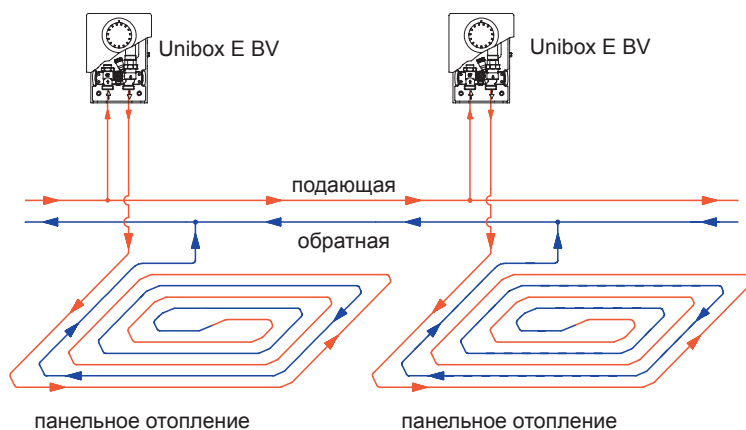 Unibox E BV
Unibox E BV
подающая
обратная
панельное отопление
панельное отопление